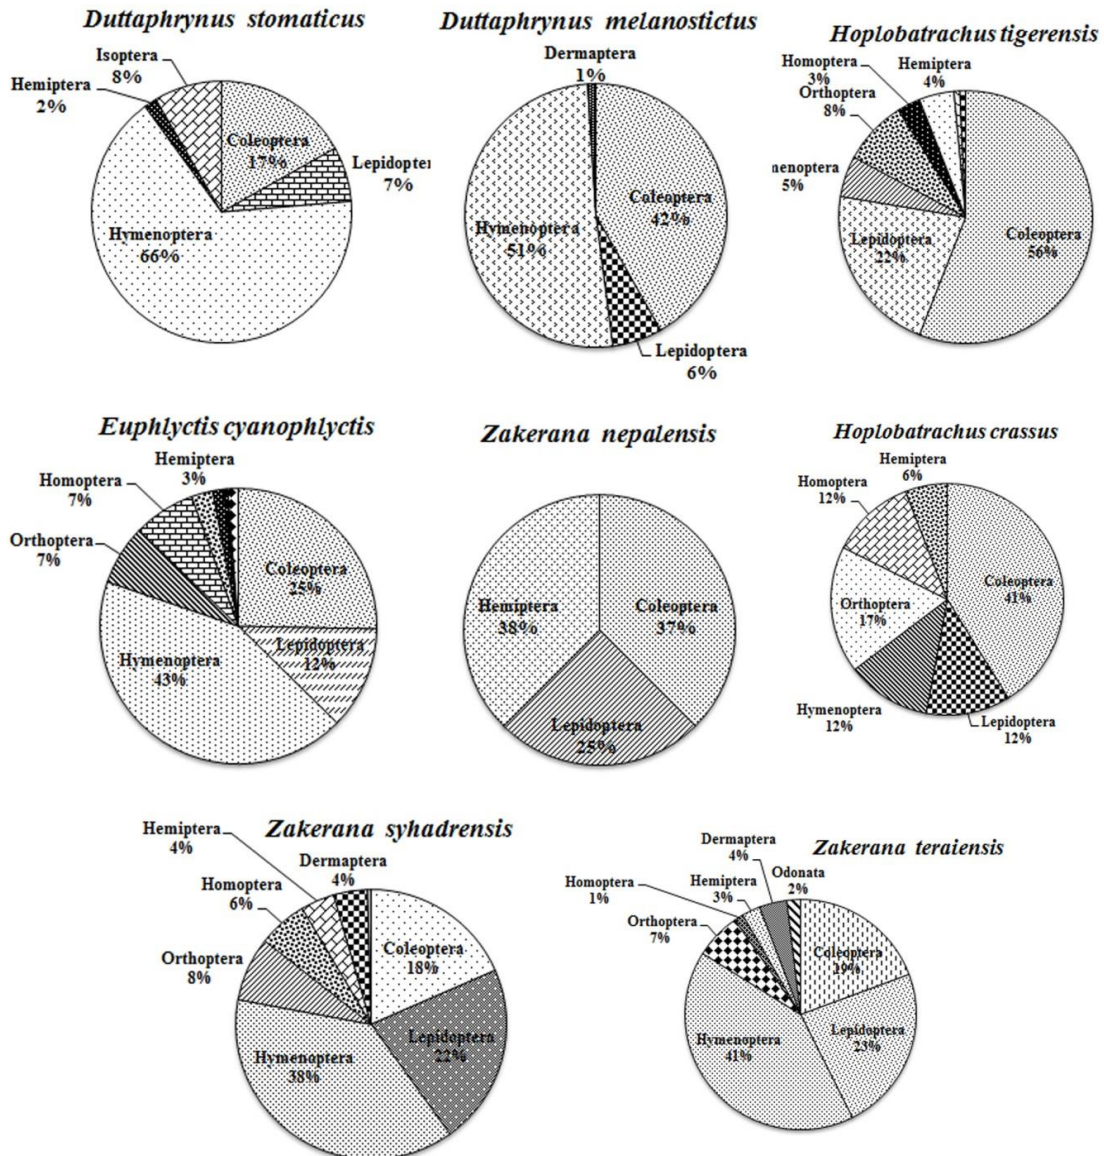 Duttaphrynus stomaticus
Isoptera
8%
Hemiptera
2%
Coleoptera
17%
Lepidopter
7%
Hymenoptera
66%
Duttaphrynus melanostictus
Dermaptera
1%
Coleoptera
42%
Hymenoptera
51%
Lepidoptera
6%
Hoplobatrachus tigerensis
Homoptera
3%
Hemiptera
4%
Orthoptera
8%
menoptera
5%
Lepidoptera
22%
Coleoptera
56%
Euphlyctis cyanophlyctis
Hemiptera
3%
Homoptera
7%
Orthoptera
7%
Coleoptera
25%
Lepidoptera
12%
Hymenoptera
43%
Zakerana nepalensis
Hemiptera
38%
Coleoptera
37%
Lepidoptera
25%
Hoplobatrachus crassus
Hemiptera
6%
Homoptera
12%
Coleoptera
41%
Orthoptera
17%
Hymenoptera
12%
Lepidoptera
12%
Zakerana syhadrensis
Hemiptera
4%
Dermaptera
4%
Homoptera
6%
Orthoptera
8%
Coleoptera
18%
Lepidoptera
22%
Hymenoptera
38%
Zakerana teraiensis
Dermaptera
4%
Odonata
2%
Homoptera
1%
Hemiptera
3%
Orthoptera
7%
Coleoptera
19%
Lepidoptera
23%
Hymenoptera
41%